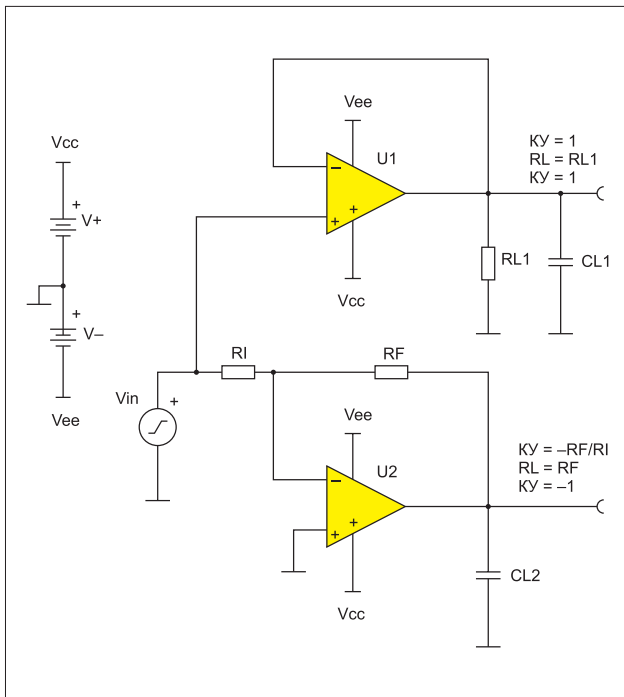 Vee
U1
Vcc
КУ = 1
RL = RL1
КУ = 1
+
V+
−
+
+
RL1
CL1
Vcc
+
V–
RI
RF
Vin
+
Vee
Vee
U2
КУ = –RF/RI
RL = RF
КУ = –1
−
+
+
CL2
Vcc